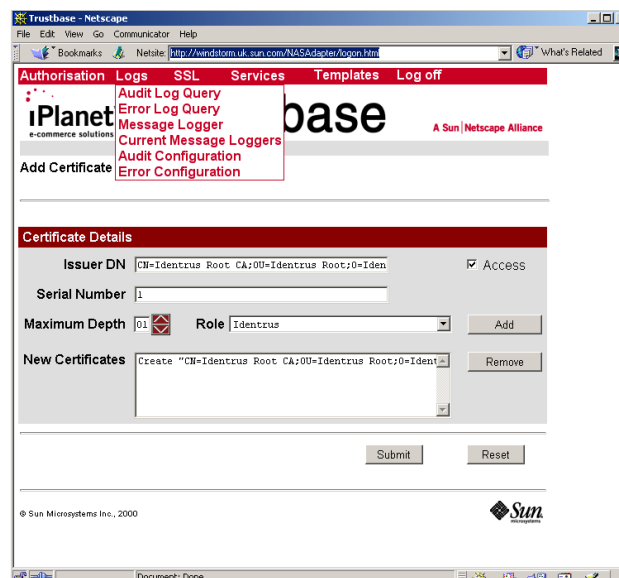 Trustbase - Netscape
File Edit View Go Communicator Help
Bookmarks Netsite: http://windstorm.uk.sun.com/NASAdapter/logon.htm What's Related
Authorisation Logs SSL Services Templates Log off
Audit Log Query
Error Log Query
Message Logger
Current Message Loggers
Audit Configuration
Error Configuration
iPlanet base
e-commerce solutions
A Sun | Netscape Alliance
Add Certificate
Certificate Details
Issuer DN CN=Identrus Root CA;OU=Identrus Root;O=Iden Access
Serial Number 1
Maximum Depth 01 Role Identrus Add
New Certificates Create "CN=Identrus Root CA;OU=Identrus Root;O=Ident Remove
Submit Reset
© Sun Microsystems Inc., 2000
Sun
microsystems
Document: Done